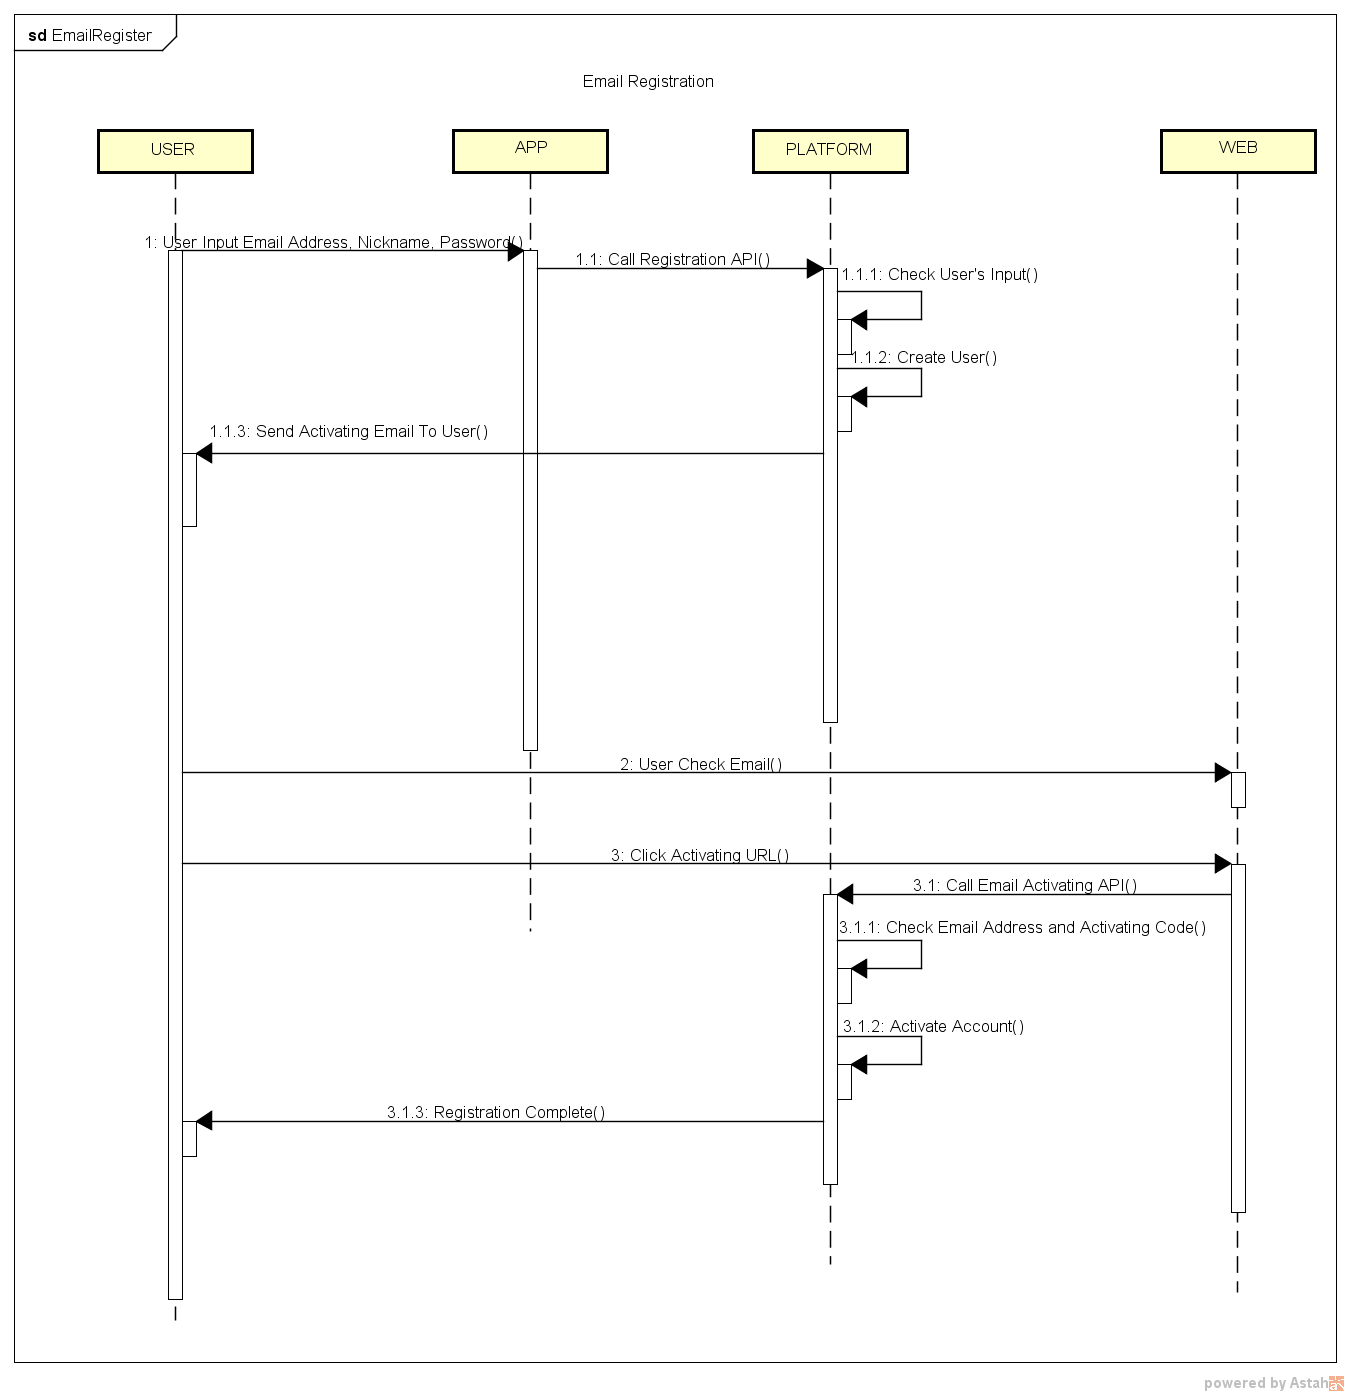 sd EmailRegister
Email Registration
USER
APP
PLATFORM
WEB
1: User Input Email Address, Nickname, Password()
1.1: Call Registration API()
1.1.1: Check User's Input()
1.1.2: Create User()
1.1.3: Send Activating Email To User()
2: User Check Email()
3: Click Activating URL()
3.1: Call Email Activating API()
3.1.1: Check Email Address and Activating Code()
3.1.2: Activate Account()
3.1.3: Registration Complete()
powered by Astah